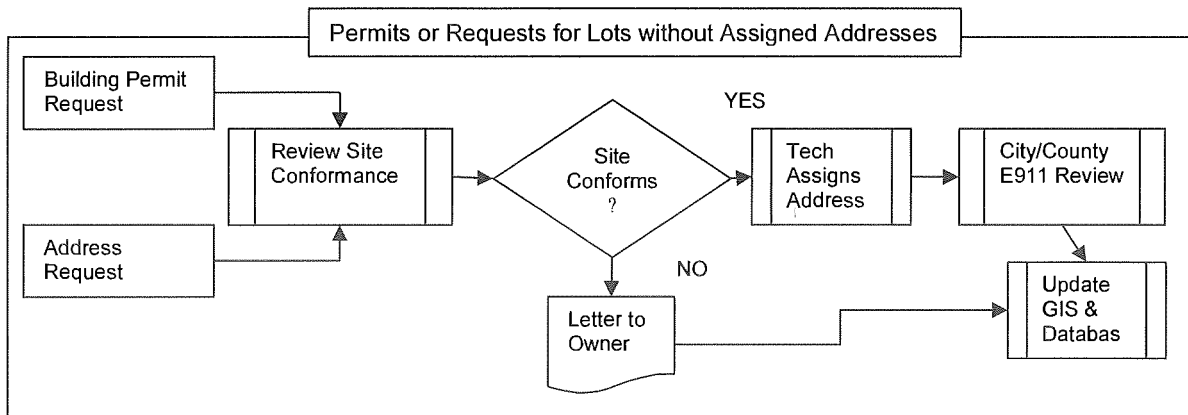 Permits or Requests for Lots without Assigned Addresses
Building Permit
Request
Address
Request
Review Site
Conformance
Site
Conforms
?
YES
NO
Tech
Assigns
Address
City/County
E911 Review
Letter to
Owner
Update
GIS &
Databas